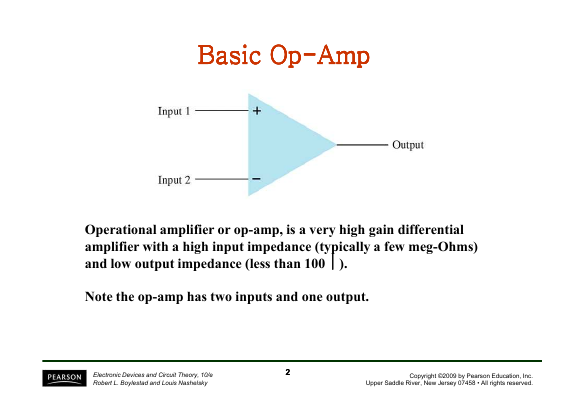 Basic Op-Amp
Input 1
+
Output
Input 2
−
Operational amplifier or op-amp, is a very high gain differential
amplifier with a high input impedance (typically a few meg-Ohms)
and low output impedance (less than 100 ⎮ ).
Note the op-amp has two inputs and one output.
PEARSON
Electronic Devices and Circuit Theory, 10/e
Robert L. Boylestad and Louis Nashelsky
2
Copyright ©2009 by Pearson Education, Inc.
Upper Saddle River, New Jersey 07458 • All rights reserved.